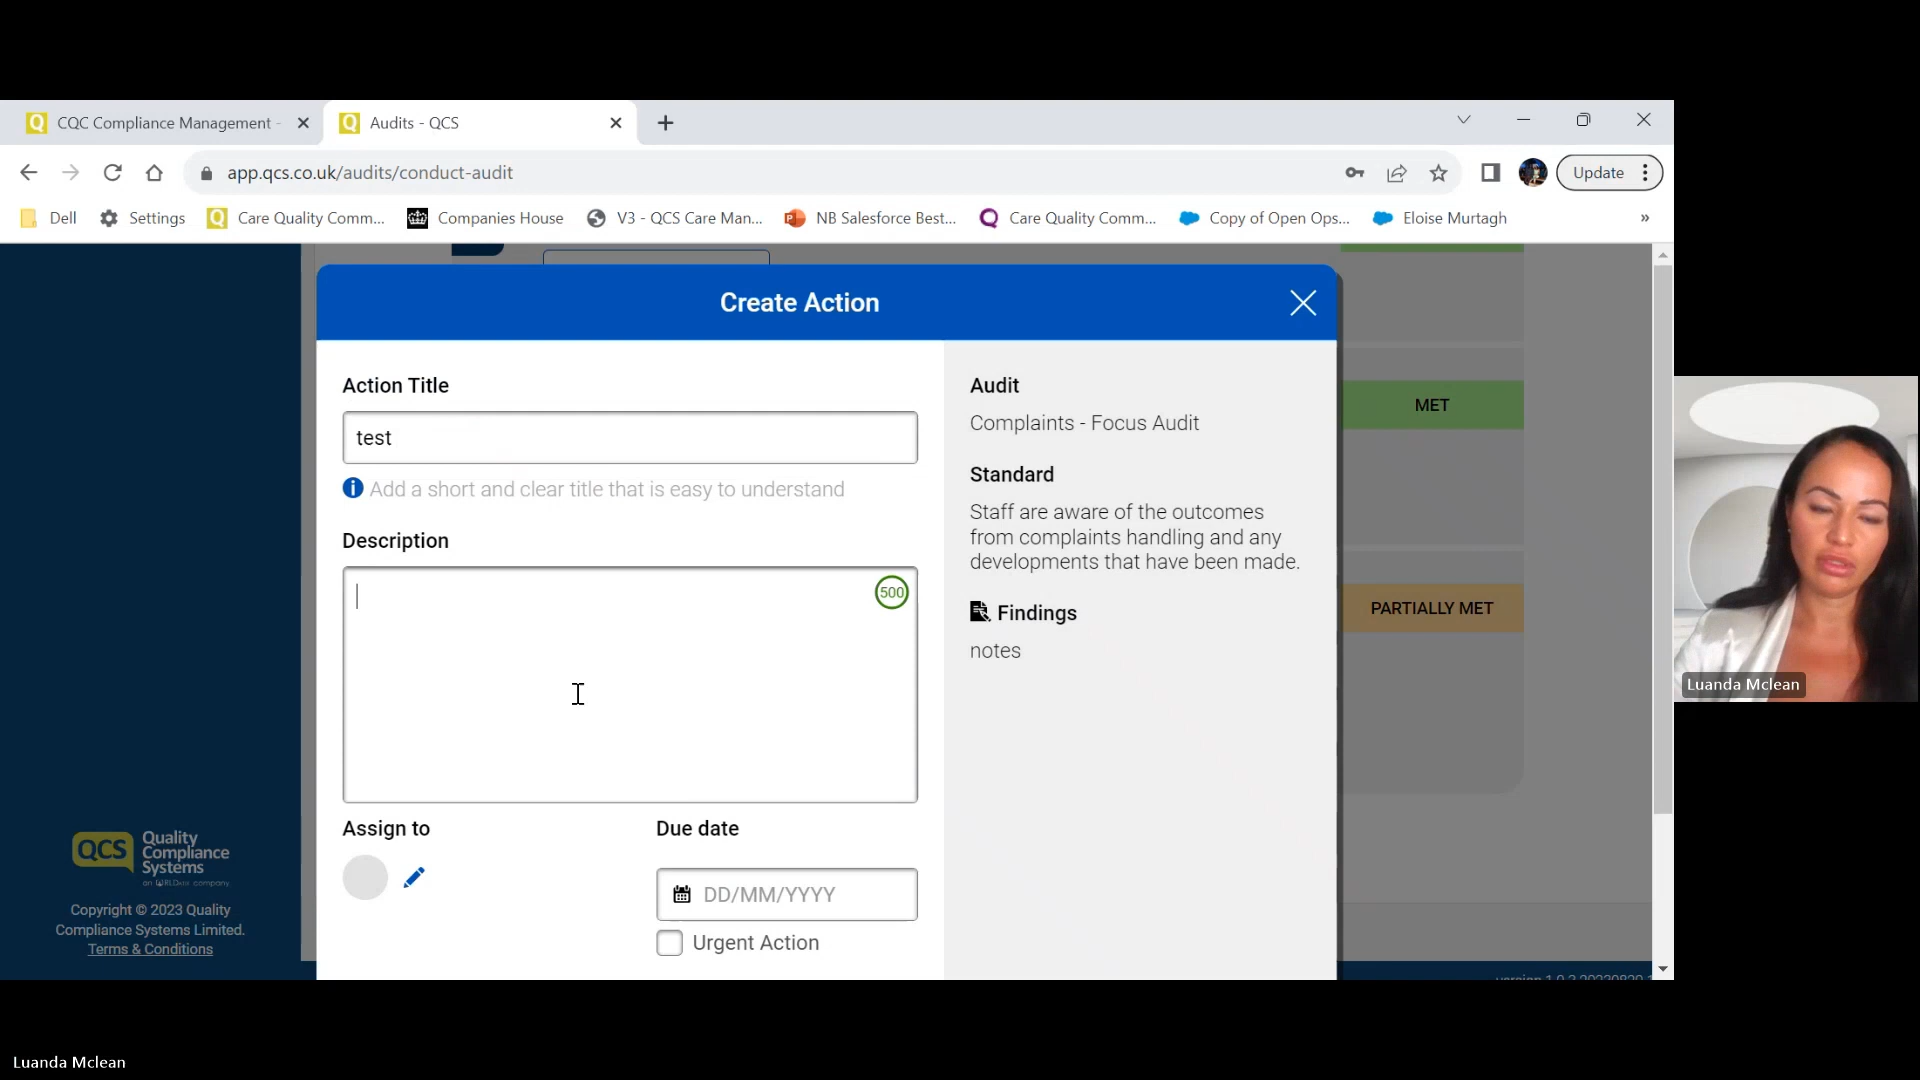 CQC Compliance Management -
Audits - QCS
app.qcs.co.uk/audits/conduct-audit
Update
Dell
Settings
Care Quality Comm...
Companies House
V3 - QCS Care Man...
NB Salesforce Best...
Care Quality Comm...
Copy of Open Ops...
Eloise Murtagh
»
Create Action
Action Title
test
Add a short and clear title that is easy to understand
Description
500
Assign to
Due date
DD/MM/YYYY
Urgent Action
Audit
Complaints - Focus Audit
Standard
Staff are aware of the outcomes
from complaints handling and any
developments that have been made.
Findings
notes
MET
PARTIALLY MET
QCS
Quality
Compliance
Systems
Copyright © 2023 Quality
Compliance Systems Limited.
Terms & Conditions
Luanda Mclean
Luanda Mclean